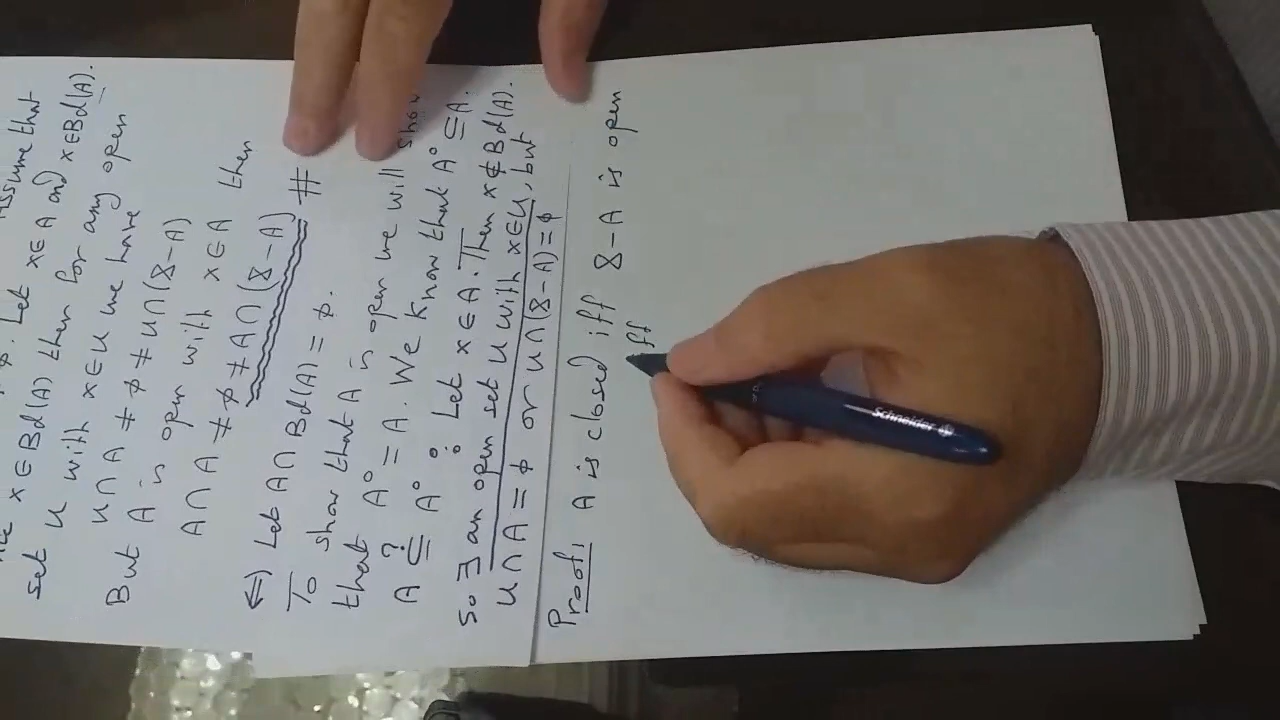 Assume that
x∈Bd(A) then for any open
set U with x∈U we have
U∩A ≠ ∅ ≠ U∩(X-A)
But A is open with x∈A then
A∩A ≠ ∅ ≠ A∩(X-A) #
⇐) Let A∩Bd(A) = ∅.
To show that A is open we will show
that A° = A. We know that A° ⊆ A.
A ⊆? A° : Let x∈A. Then x∉Bd(A).
So ∃ an open set U with x∈U, but
U∩A = ∅ or U∩(X-A) = ∅
Proof: A is closed iff X-A is open
iff
Schneider